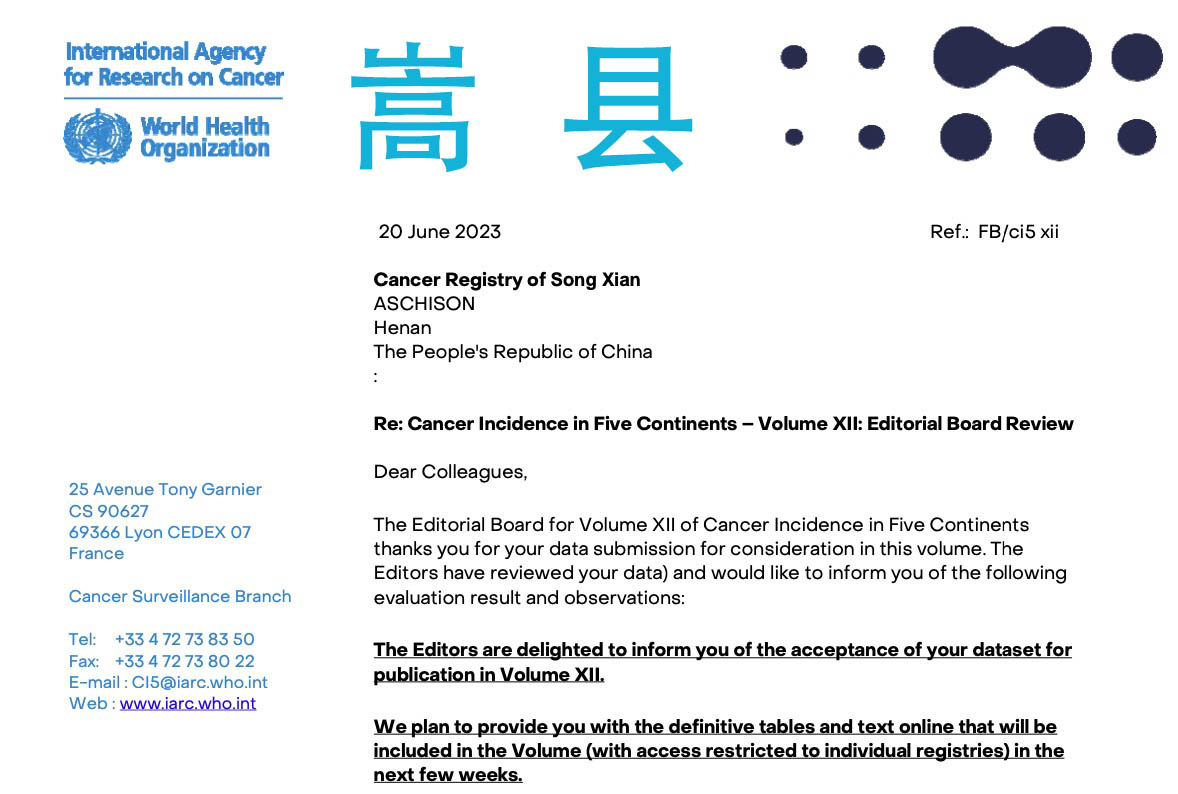 International Agency
for Research on Cancer
World Health
Organization
嵩县
20 June 2023
Ref.: FB/ci5 xii
Cancer Registry of Song Xian
ASCHISON
Henan
The People's Republic of China
:
Re: Cancer Incidence in Five Continents – Volume XII: Editorial Board Review
Dear Colleagues,
The Editorial Board for Volume XII of Cancer Incidence in Five Continents
thanks you for your data submission for consideration in this volume. The
Editors have reviewed your data) and would like to inform you of the following
evaluation result and observations:
The Editors are delighted to inform you of the acceptance of your dataset for
publication in Volume XII.
We plan to provide you with the definitive tables and text online that will be
included in the Volume (with access restricted to individual registries) in the
next few weeks.
25 Avenue Tony Garnier
CS 90627
69366 Lyon CEDEX 07
France
Cancer Surveillance Branch
Tel: +33 4 72 73 83 50
Fax: +33 4 72 73 80 22
E-mail : CI5@iarc.who.int
Web : www.iarc.who.int